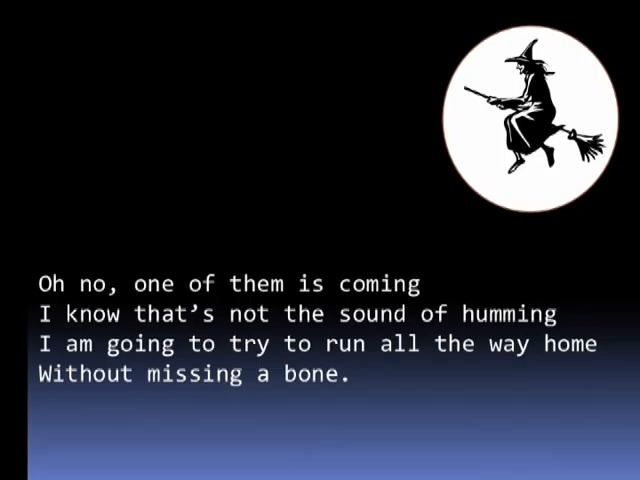 Oh no, one of them is coming
I know that’s not the sound of humming
I am going to try to run all the way home
Without missing a bone.